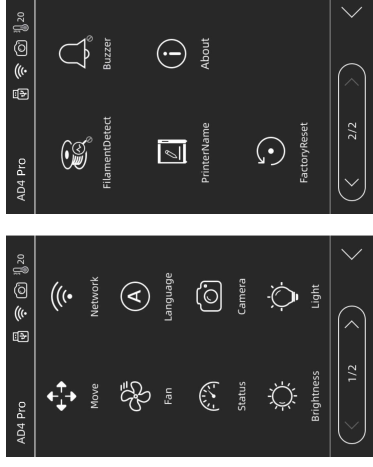 AD4 Pro 20
Move Network
A
Fan Language
Status Camera
Brightness Light
1/2
AD4 Pro 20
FilamentDetect Buzzer
i
PrinterName About
FactoryReset
2/2